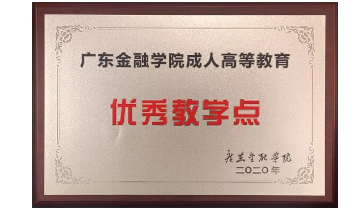 广东金融学院成人高等教育
优秀教学点
广东金融学院
二〇二〇年